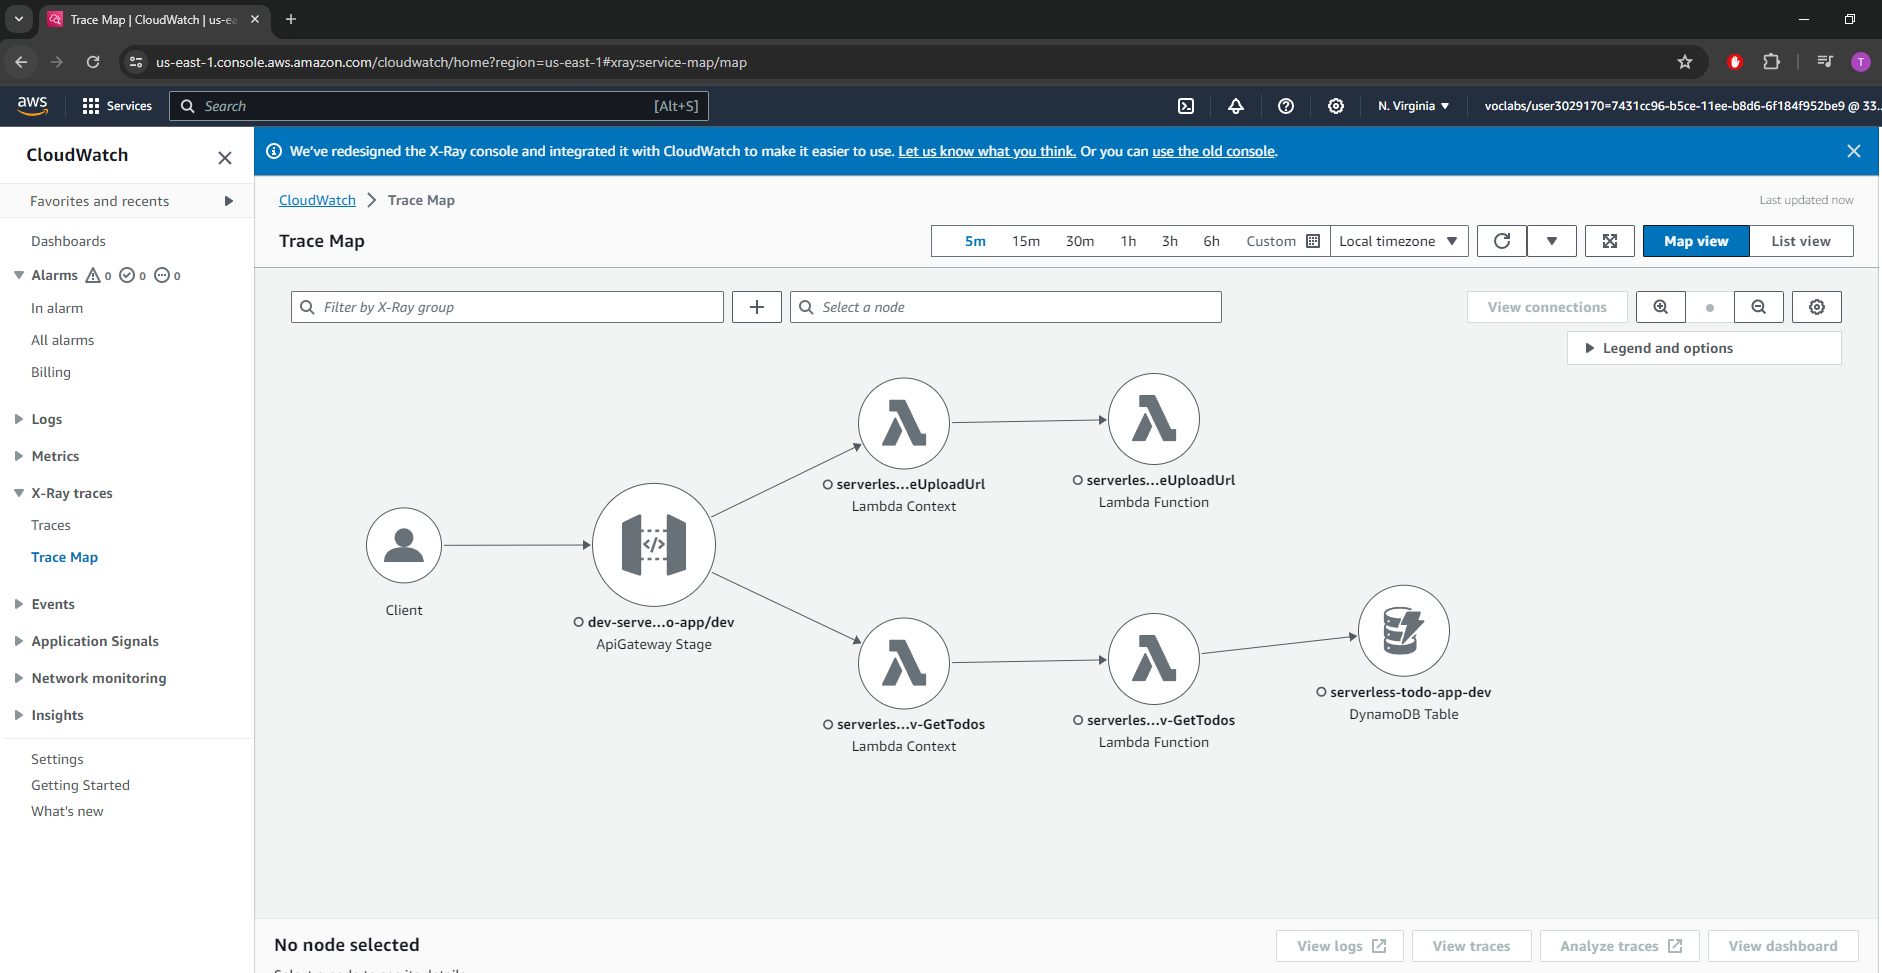 Trace Map | CloudWatch | us-ea
us-east-1.console.aws.amazon.com/cloudwatch/home?region=us-east-1#xray:service-map/map
T
aws
Services
Search
[Alt+S]
N. Virginia
voclabs/user3029170=7431cc96-b5ce-11ee-b8d6-6f184f952be9 @ 33..
CloudWatch
Favorites and recents
Dashboards
Alarms 0 0 0
In alarm
All alarms
Billing
Logs
Metrics
X-Ray traces
Traces
Trace Map
Events
Application Signals
Network monitoring
Insights
Settings
Getting Started
What's new
We've redesigned the X-Ray console and integrated it with CloudWatch to make it easier to use. Let us know what you think. Or you can use the old console.
CloudWatch > Trace Map
Last updated now
Trace Map
5m 15m 30m 1h 3h 6h Custom
Local timezone
Map view
List view
Filter by X-Ray group
Select a node
View connections
Legend and options
Client
dev-serve...o-app/dev
ApiGateway Stage
serverles...eUploadUrl
Lambda Context
serverles...eUploadUrl
Lambda Function
serverles...v-GetTodos
Lambda Context
serverles...v-GetTodos
Lambda Function
serverless-todo-app-dev
DynamoDB Table
No node selected
View logs
View traces
Analyze traces
View dashboard